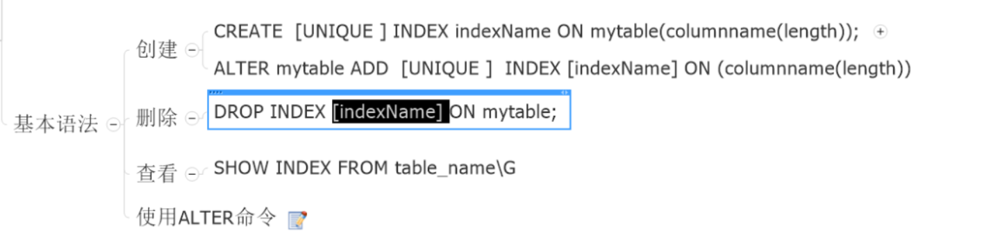 基本语法
创建
CREATE  [UNIQUE ] INDEX indexName ON mytable(columnname(length));
ALTER mytable ADD  [UNIQUE ]  INDEX [indexName] ON (columnname(length))
删除
DROP INDEX [indexName] ON mytable;
查看
SHOW INDEX FROM table_name\G
使用ALTER命令